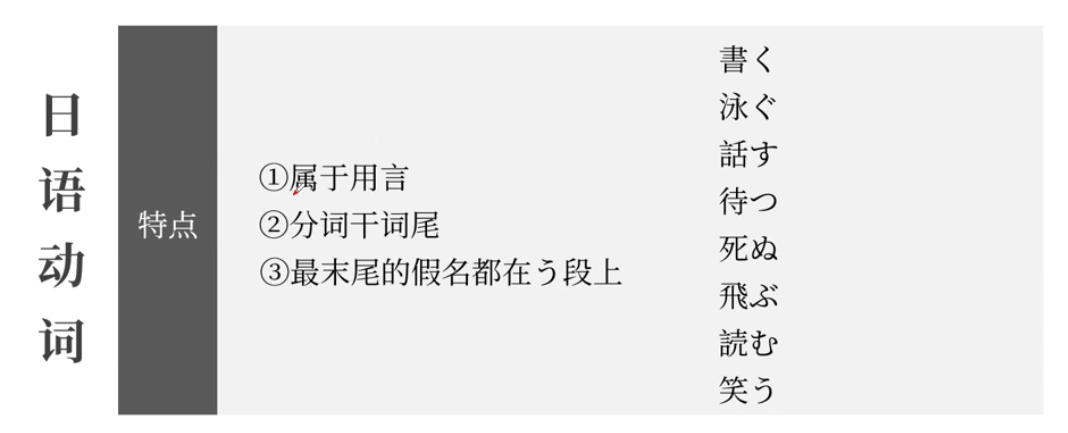 日语动词
特点
①属于用言
②分词干词尾
③最末尾的假名都在う段上
書く
泳ぐ
話す
待つ
死ぬ
飛ぶ
読む
笑う